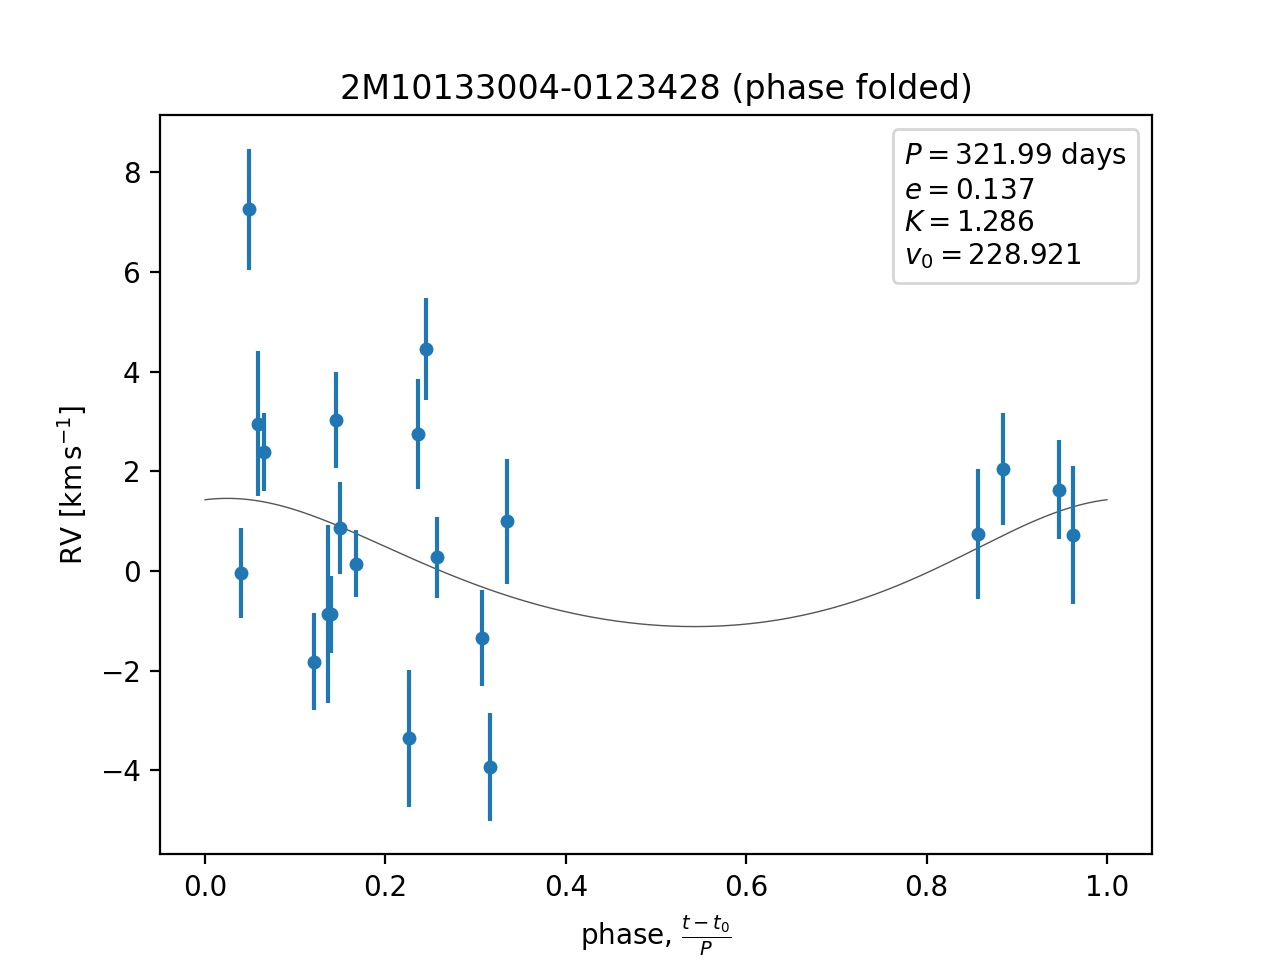 2M10133004-0123428 (phase folded)
P = 321.99 days
e = 0.137
K = 1.286
v₀ = 228.921
RV [km s⁻¹]
8
6
4
2
0
−2
−4
0.0 0.2 0.4 0.6 0.8 1.0
phase, (t − t₀)/P